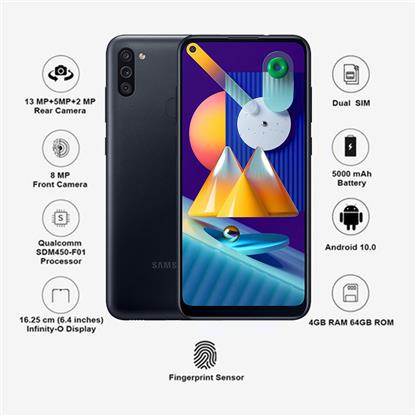 13 MP+5MP+2 MP
Rear Camera
Dual SIM
8 MP
Front Camera
5000 mAh
Battery
S
Qualcomm
SDM450-F01
Processor
Android 10.0
SAMS
16.25 cm (6.4 inches)
Infinity-O Display
4GB RAM 64GB ROM
Fingerprint Sensor